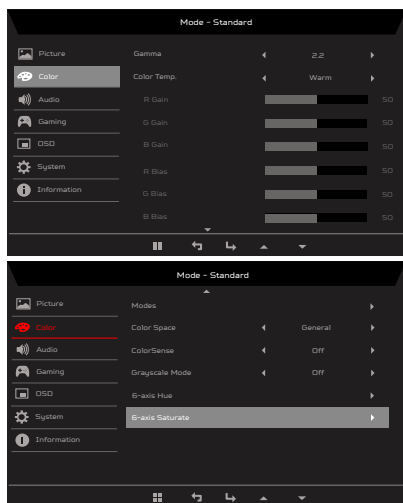 Mode - Standard
Picture
Gamma 2.2
Color
Color Temp. Warm
Audio
R Gain 50
Gaming
G Gain 50
OSD
B Gain 50
System
R Bias 50
Information
G Bias 50
B Bias 50
Mode - Standard
Picture
Modes
Color
Color Space General
Audio
ColorSense Off
Gaming
Grayscale Mode Off
OSD
6-axis Hue
System
6-axis Saturate
Information